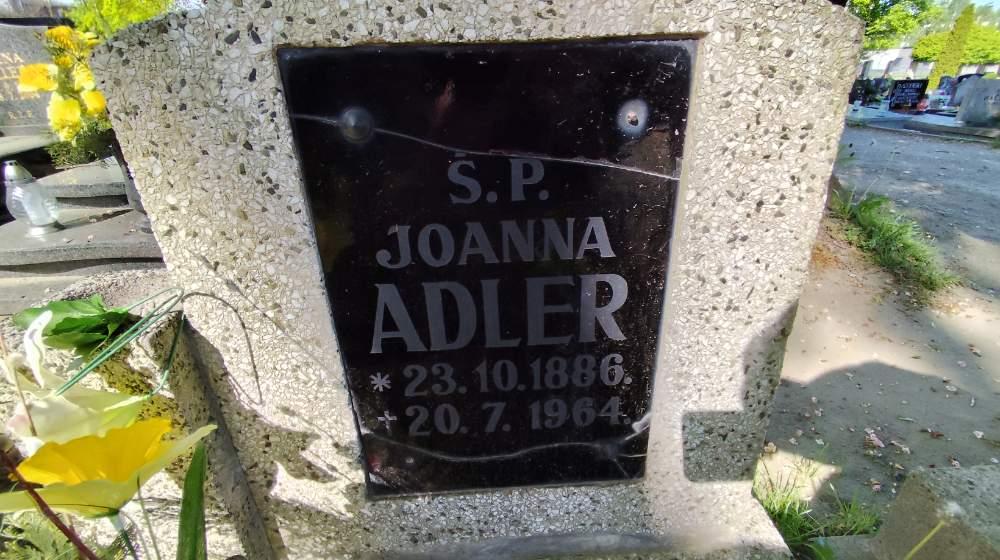 Ś.P.
JOANNA
ADLER
* 23.10.1886.
+ 20.7.1964.